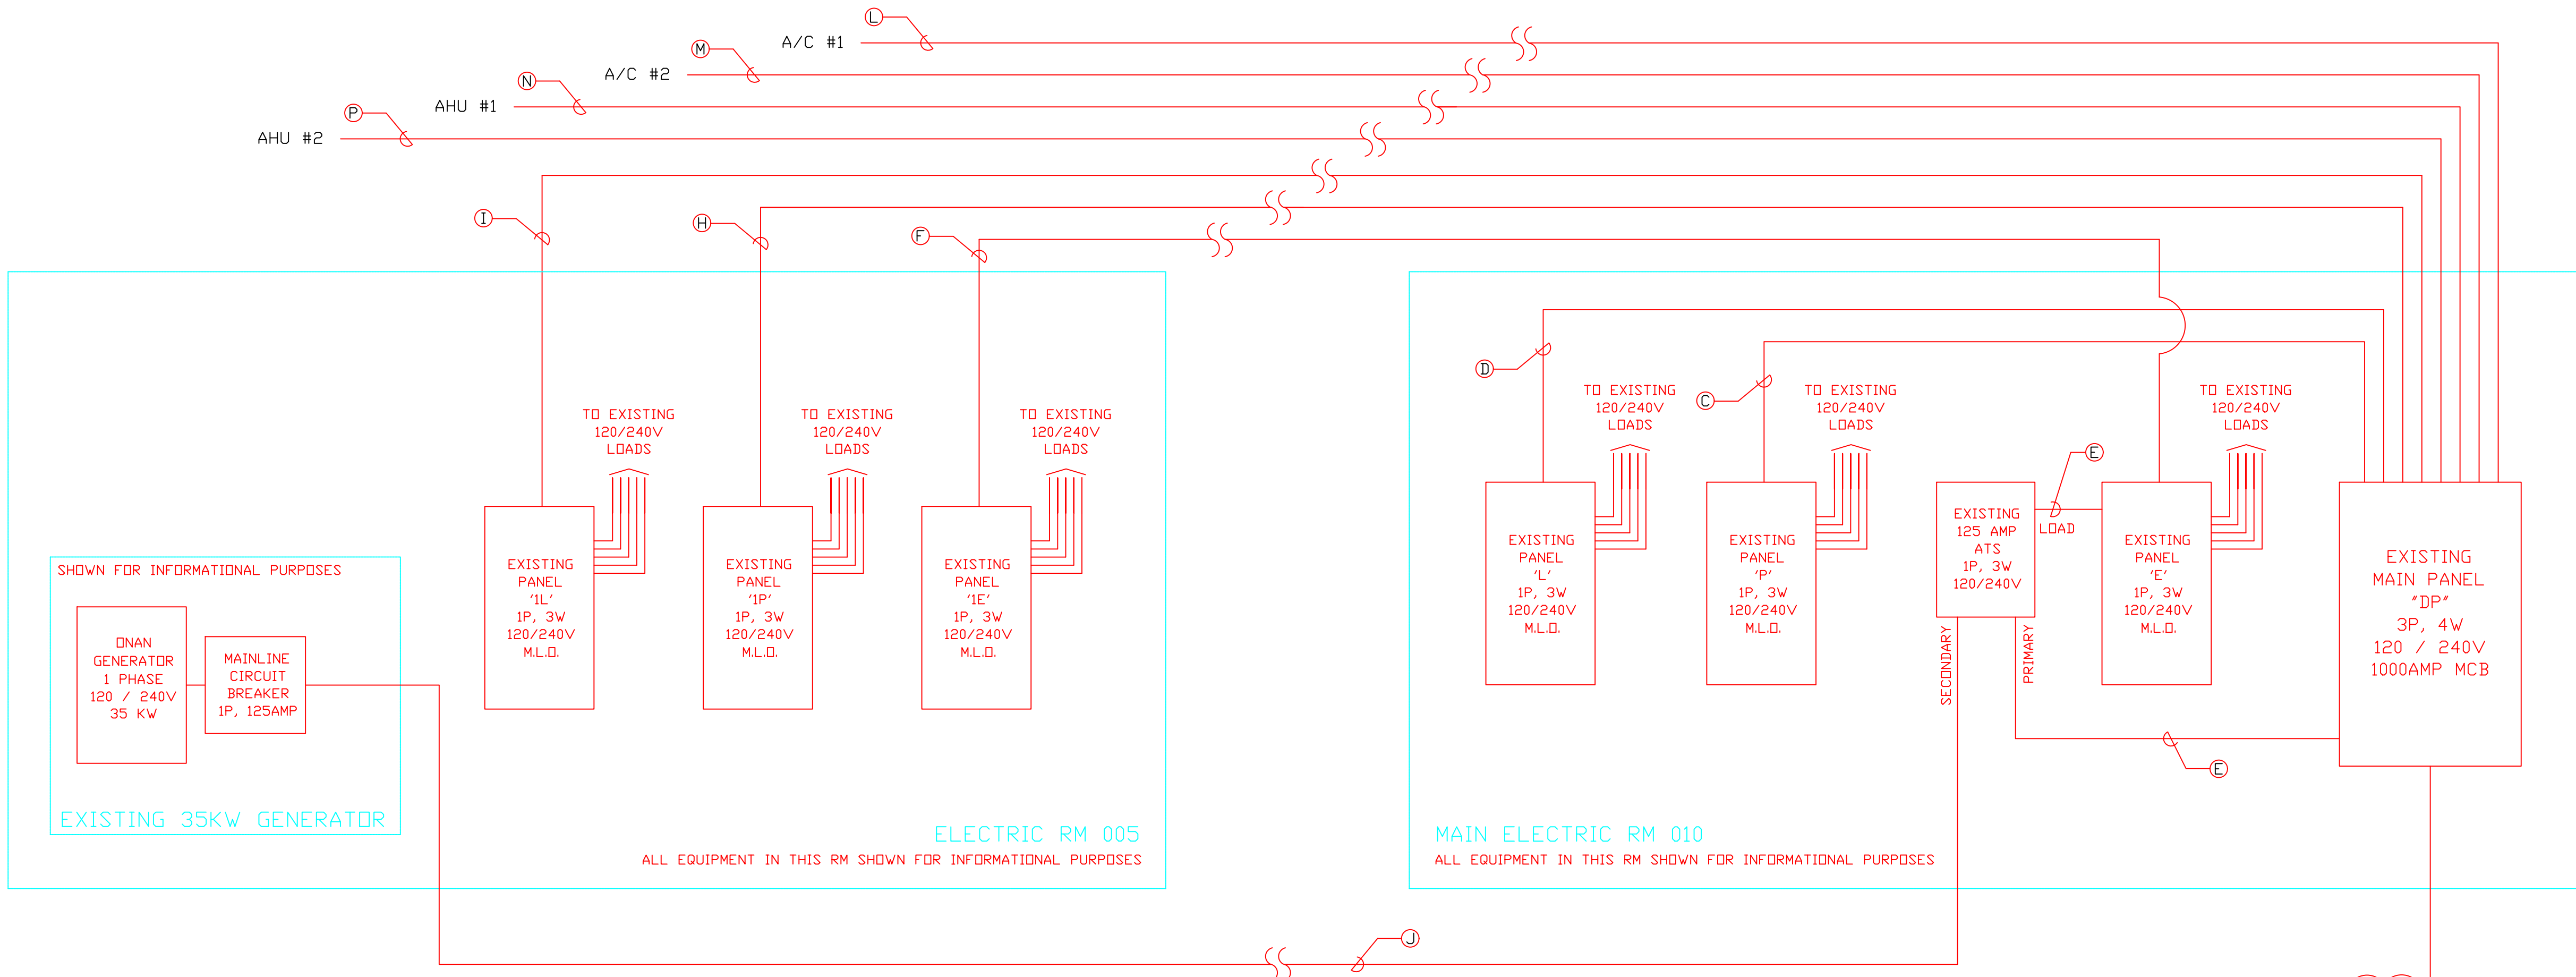 L
A/C #1
M
A/C #2
N
AHU #1
P
AHU #2
I
H
F
D
C
E
TO EXISTING
120/240V
LOADS
TO EXISTING
120/240V
LOADS
TO EXISTING
120/240V
LOADS
TO EXISTING
120/240V
LOADS
TO EXISTING
120/240V
LOADS
TO EXISTING
120/240V
LOADS
SHOWN FOR INFORMATIONAL PURPOSES
ONAN
GENERATOR
1 PHASE
120 / 240V
35 KW
MAINLINE
CIRCUIT
BREAKER
1P, 125AMP
EXISTING 35KW GENERATOR
EXISTING
PANEL
'1L'
1P, 3W
120/240V
M.L.O.
EXISTING
PANEL
'1P'
1P, 3W
120/240V
M.L.O.
EXISTING
PANEL
'1E'
1P, 3W
120/240V
M.L.O.
ELECTRIC RM 005
ALL EQUIPMENT IN THIS RM SHOWN FOR INFORMATIONAL PURPOSES
EXISTING
PANEL
'L'
1P, 3W
120/240V
M.L.O.
EXISTING
PANEL
'P'
1P, 3W
120/240V
M.L.O.
EXISTING
125 AMP
ATS
1P, 3W
120/240V
LOAD
SECONDARY
PRIMARY
EXISTING
PANEL
'E'
1P, 3W
120/240V
M.L.O.
EXISTING
MAIN PANEL
"DP"
3P, 4W
120 / 240V
1000AMP MCB
E
MAIN ELECTRIC RM 010
ALL EQUIPMENT IN THIS RM SHOWN FOR INFORMATIONAL PURPOSES
J